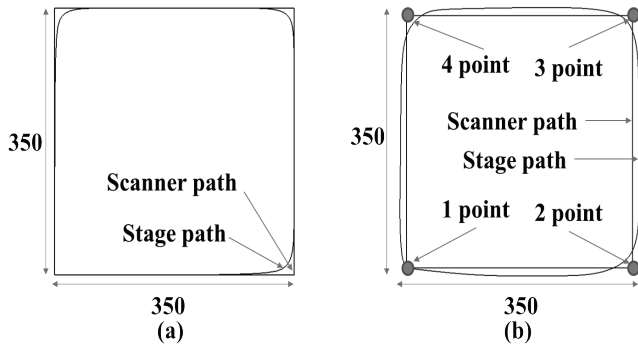 350
Scanner path
Stage path
350
(a)
4 point
3 point
350
Scanner path
Stage path
1 point
2 point
350
(b)